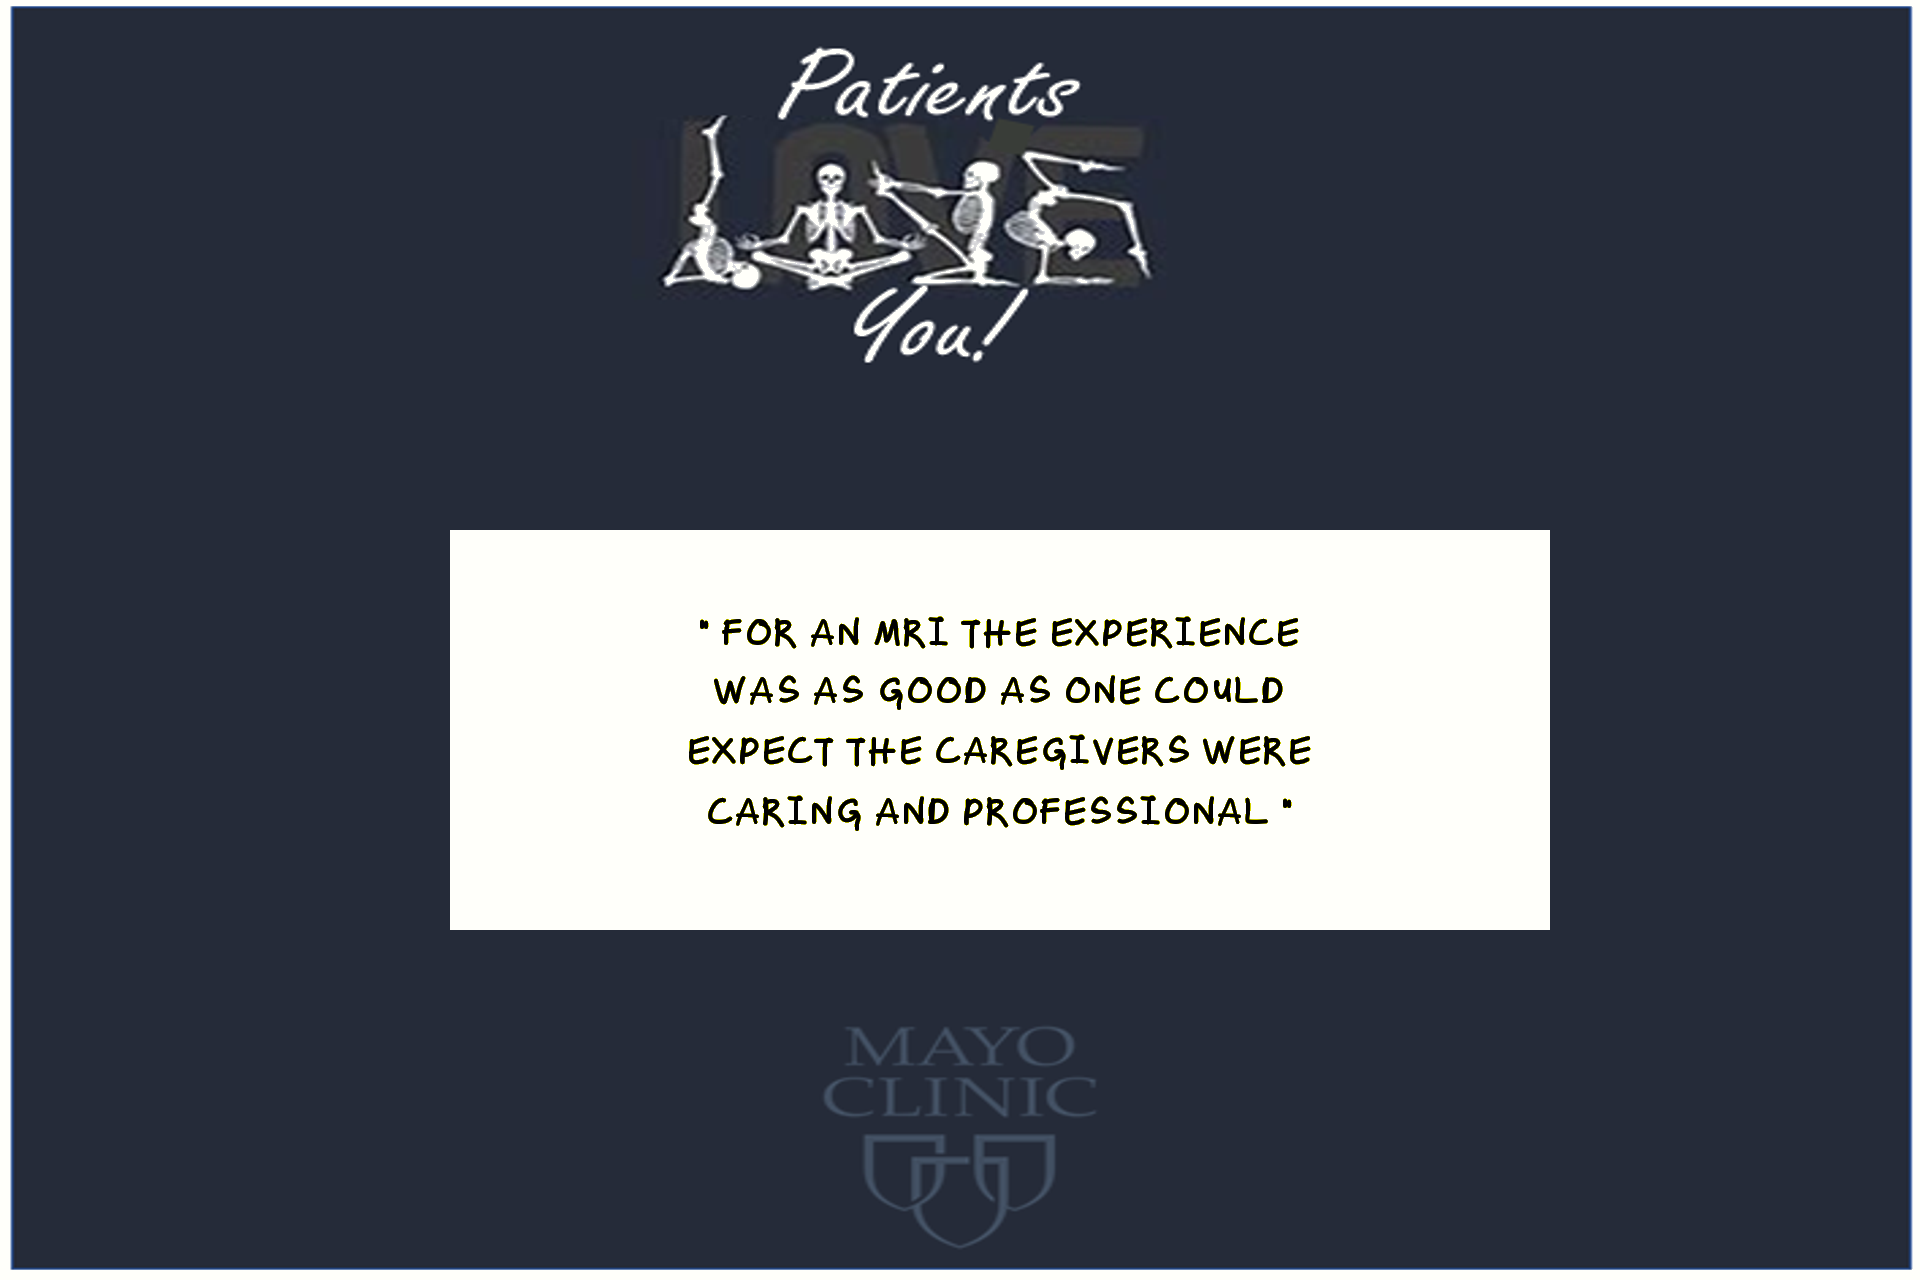 Patients
LOVE
You!
" FOR AN MRI THE EXPERIENCE
WAS AS GOOD AS ONE COULD
EXPECT THE CAREGIVERS WERE
CARING AND PROFESSIONAL "
MAYO
CLINIC